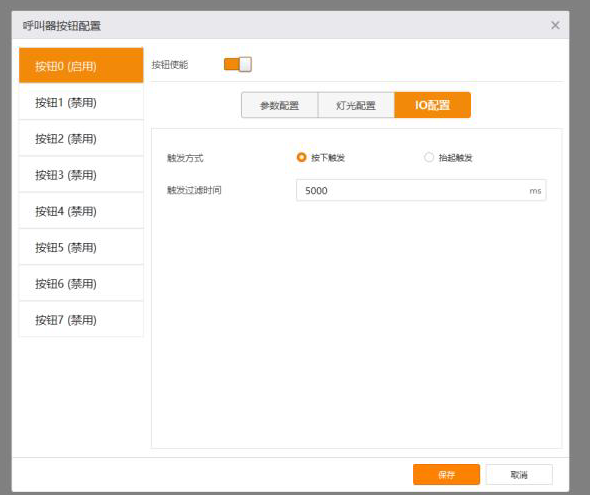 呼叫器按钮配置
按钮0 (启用)
按钮1 (禁用)
按钮2 (禁用)
按钮3 (禁用)
按钮4 (禁用)
按钮5 (禁用)
按钮6 (禁用)
按钮7 (禁用)
按钮使能
参数配置 灯光配置 IO配置
触发方式 按下触发 抬起触发
触发过滤时间 5000 ms
保存 取消